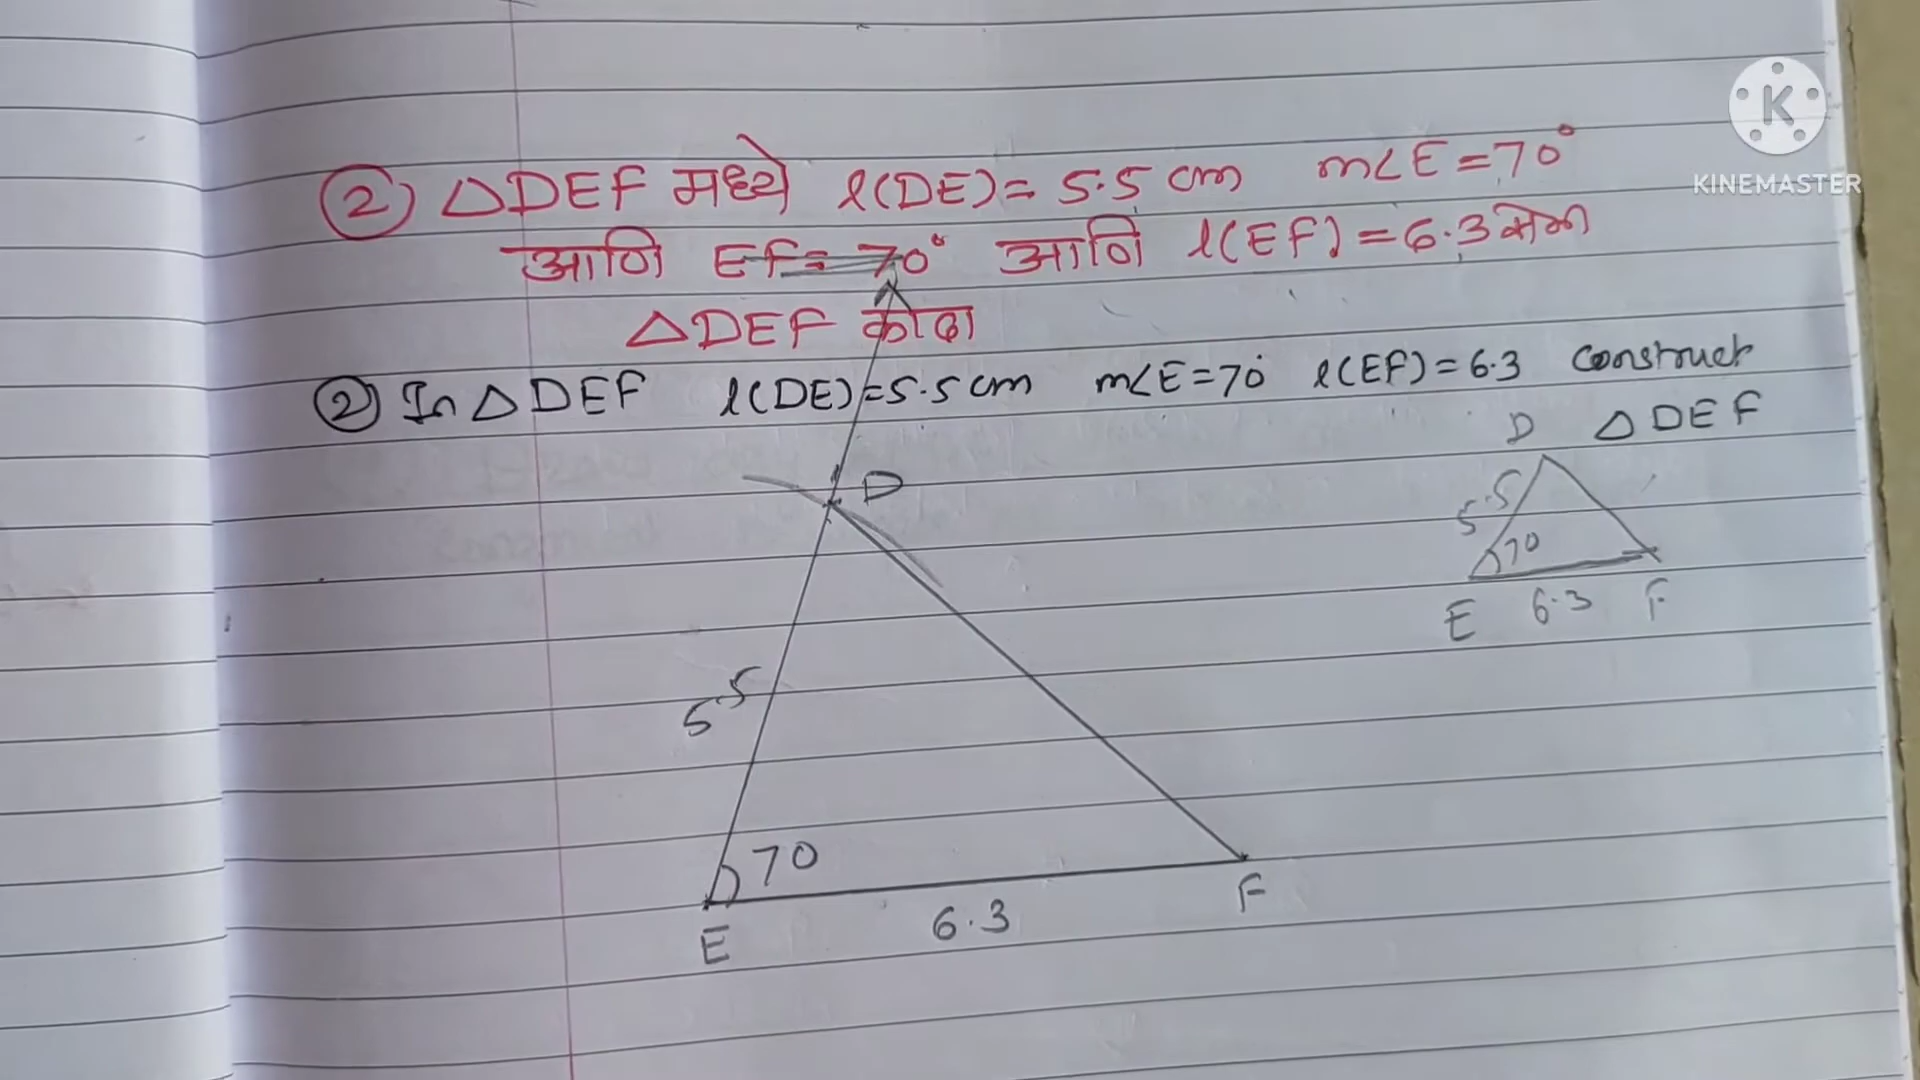 K
KINEMASTER
② △DEF मध्ये l(DE) = 5.5 cm m∠E = 70°
आणि EF = 70° आणि l(EF) = 6.3 सेमी
△DEF काढा
② In △DEF l(DE)=5.5cm m∠E=70° l(EF)=6.3 construct
△DEF
D
5.5
70
E 6.3 F
D
5.5
70
E 6.3 F